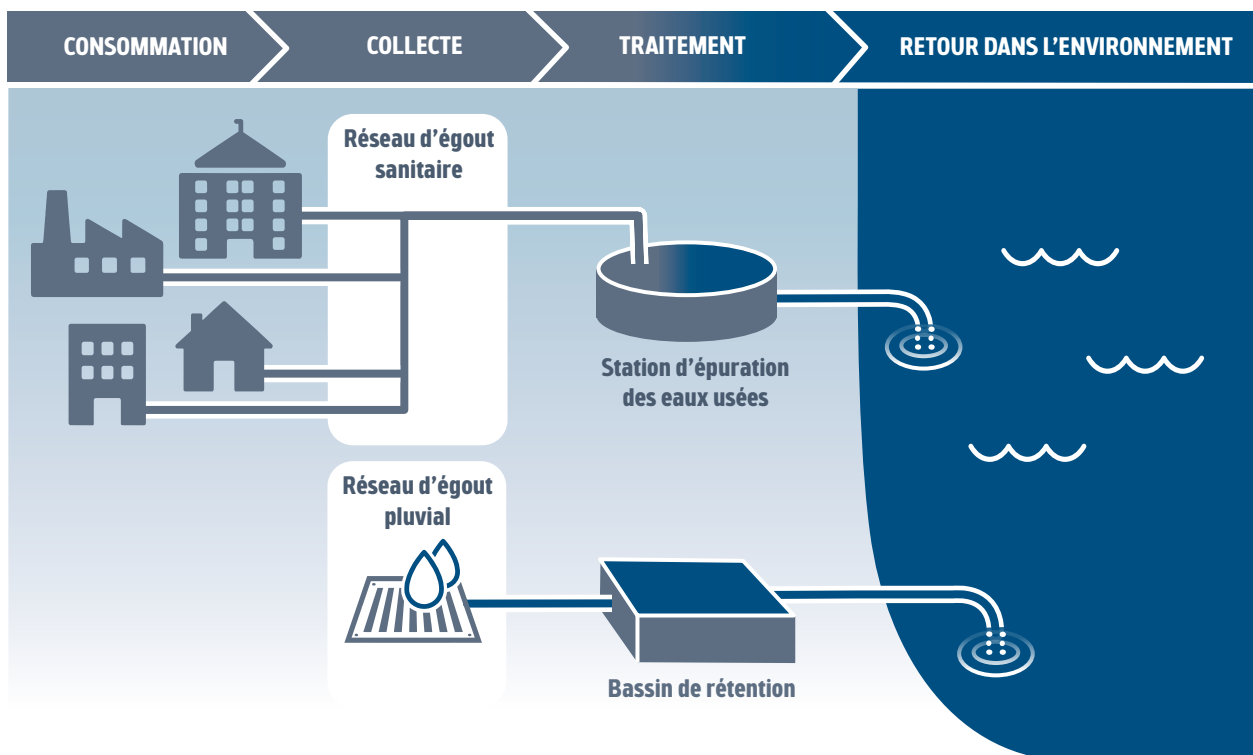 CONSOMMATION
COLLECTE
TRAITEMENT
RETOUR DANS L'ENVIRONNEMENT
Réseau d'égout
sanitaire
Station d'épuration
des eaux usées
Réseau d'égout
pluvial
Bassin de rétention